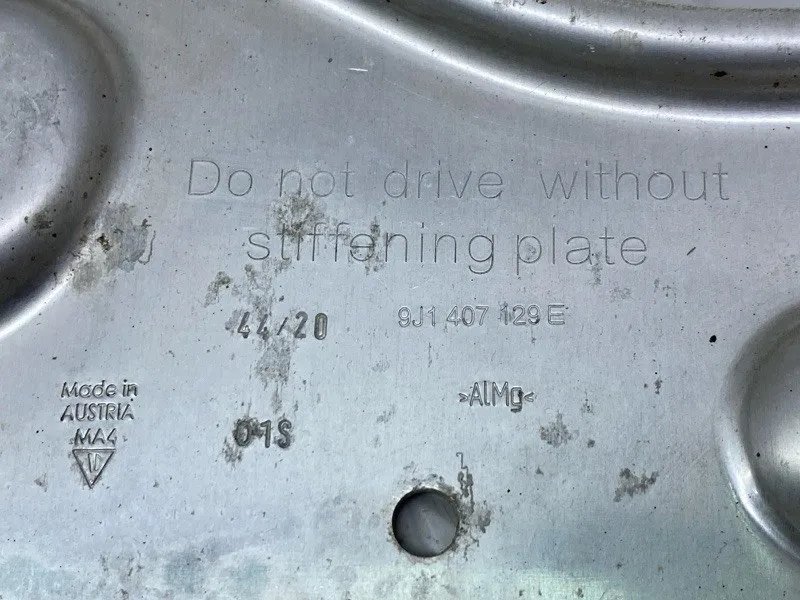 Do not drive without
stiffening plate
44/20
9J1 407 129 E
Made in
AUSTRIA
MA4
>AlMg<
01S